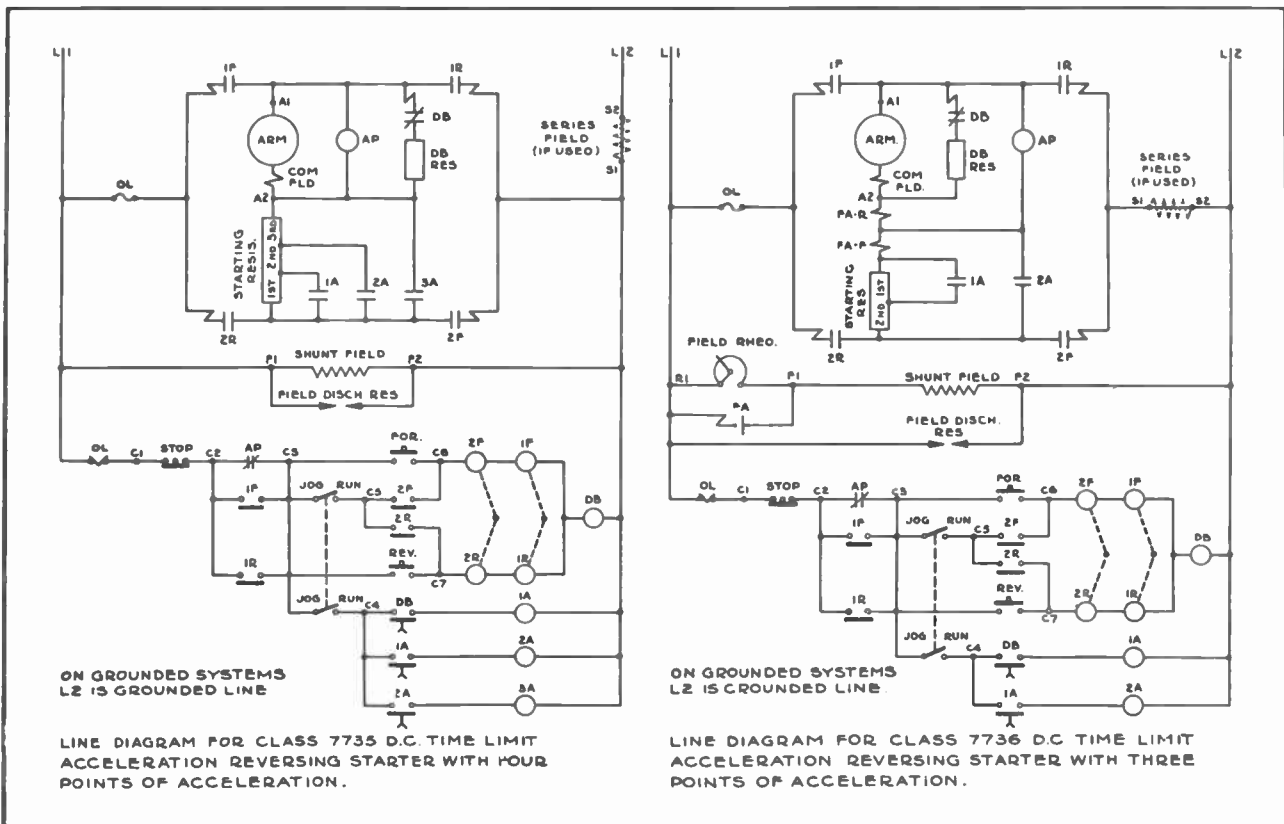 L1
L2
1F
1R
A1
ARM
AP
DB
DB
RES
SERIES
FIELD
(IF USED)
S2
S1
OL
COM
FLD
A2
STARTING
RESIS.
1ST 2ND 3RD
1A
2A
3A
2R
2F
F1
SHUNT FIELD
F2
FIELD DISCH RES
OL
C1
STOP
C2
AP
C3
FOR.
C6
2F
1F
1F
JOG
RUN
C5
2F
2R
DB
1R
REV.
2R
1R
C7
JOG
RUN
C4
DB
1A
1A
2A
2A
3A
ON GROUNDED SYSTEMS
L2 IS GROUNDED LINE
LINE DIAGRAM FOR CLASS 7735 D.C. TIME LIMIT
ACCELERATION REVERSING STARTER WITH FOUR
POINTS OF ACCELERATION.
L1
L2
1F
1R
A1
ARM.
DB
AP
DB
RES
SERIES
FIELD
(IF USED)
S1
S2
OL
COM
FLD.
A2
FA-R
FA-F
STARTING
RES
2ND 1ST
1A
2A
2R
2F
FIELD RHEO.
R1
F1
SHUNT FIELD
F2
FA
FIELD DISCH.
RES
OL
C1
STOP
C2
AP
C3
FOR
C6
2F
1F
1F
JOG
RUN
C5
2F
2R
DB
1R
REV.
2R
1R
C7
JOG
RUN
C4
DB
1A
1A
2A
ON GROUNDED SYSTEMS
L2 IS GROUNDED LINE
LINE DIAGRAM FOR CLASS 7736 D.C TIME LIMIT
ACCELERATION REVERSING STARTER WITH THREE
POINTS OF ACCELERATION.